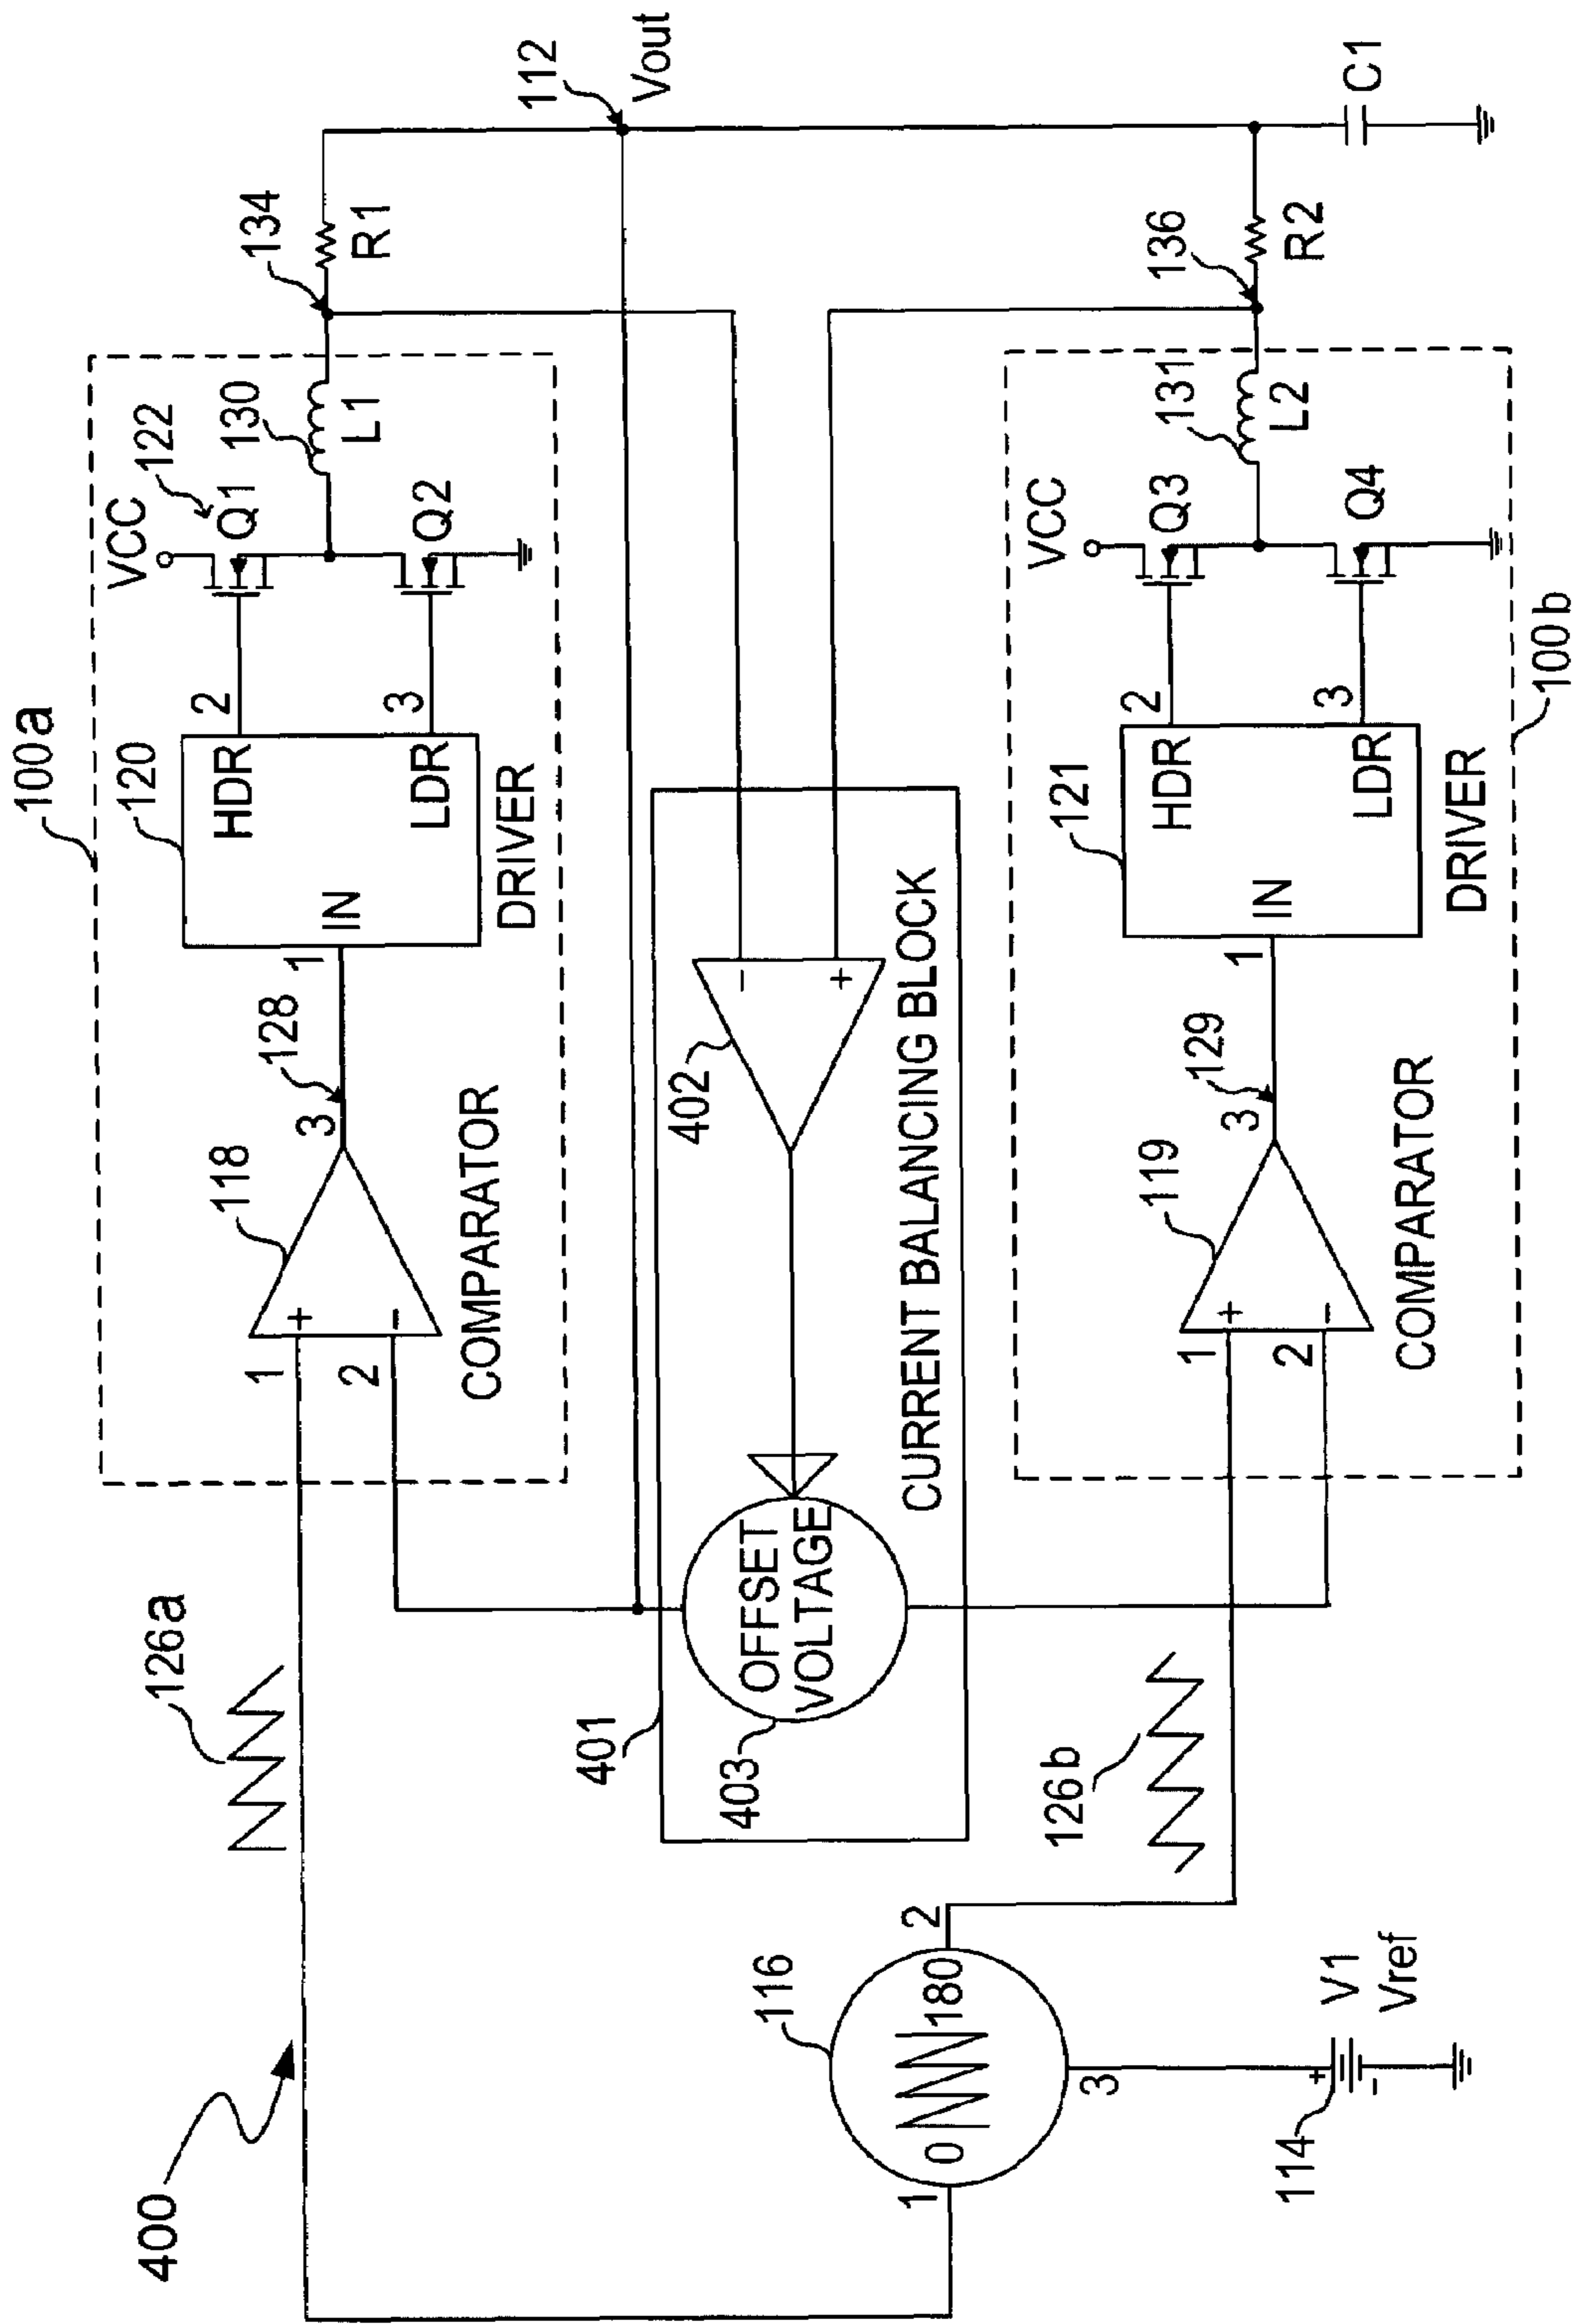 400
126a
100a
118
128
120
122
VCC
Q1
130
134
1
+
3
1
IN
HDR
2
L1
R1
112
2
-
LDR
3
Q2
COMPARATOR
DRIVER
Vout
401
403
OFFSET
VOLTAGE
402
-
+
CURRENT BALANCING BLOCK
116
1
0
180
2
126b
119
129
121
VCC
Q3
131
136
1
+
3
1
IN
HDR
2
L2
R2
2
-
LDR
3
Q4
COMPARATOR
DRIVER
100b
C1
3
114
+
-
V1
Vref